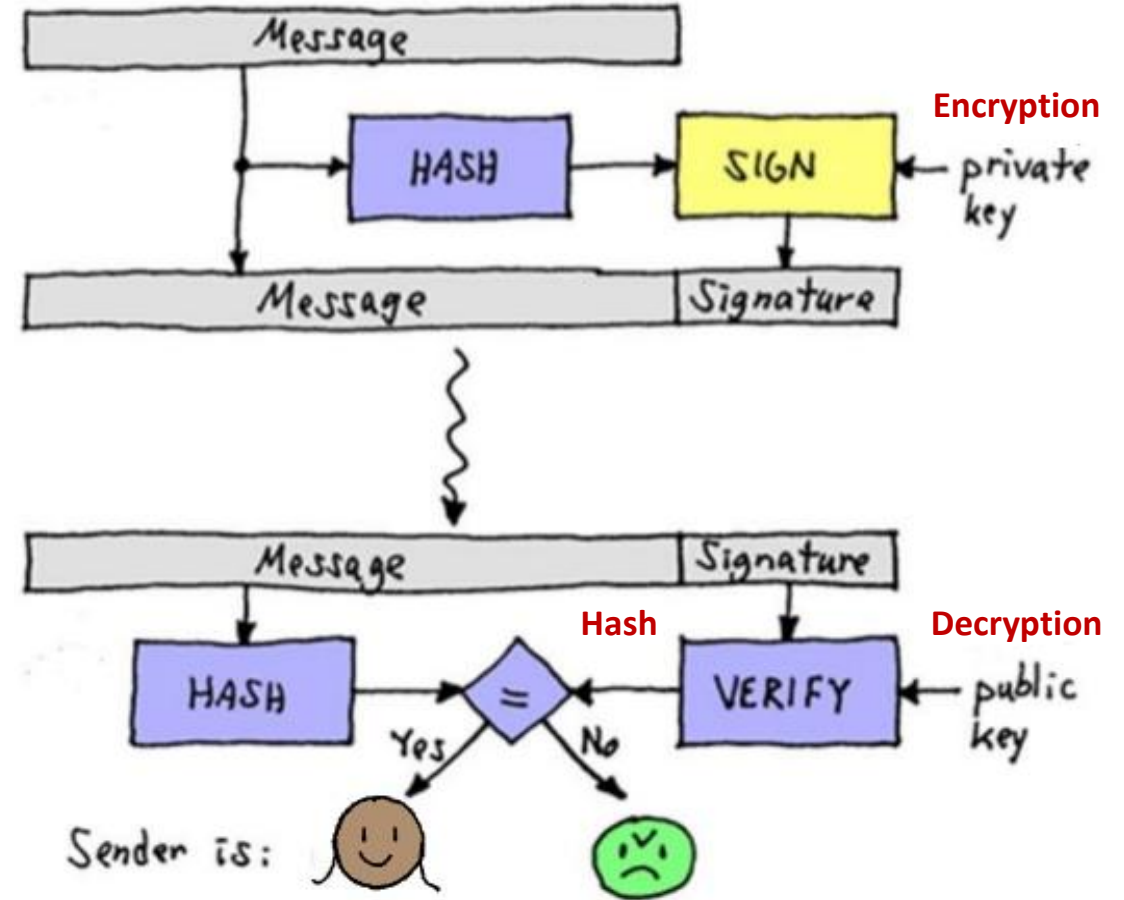 Message
Encryption
HASH
SIGN
private
key
Message
Signature
Message
Signature
Hash
Decryption
HASH
=
VERIFY
public
key
Yes
No
Sender is: